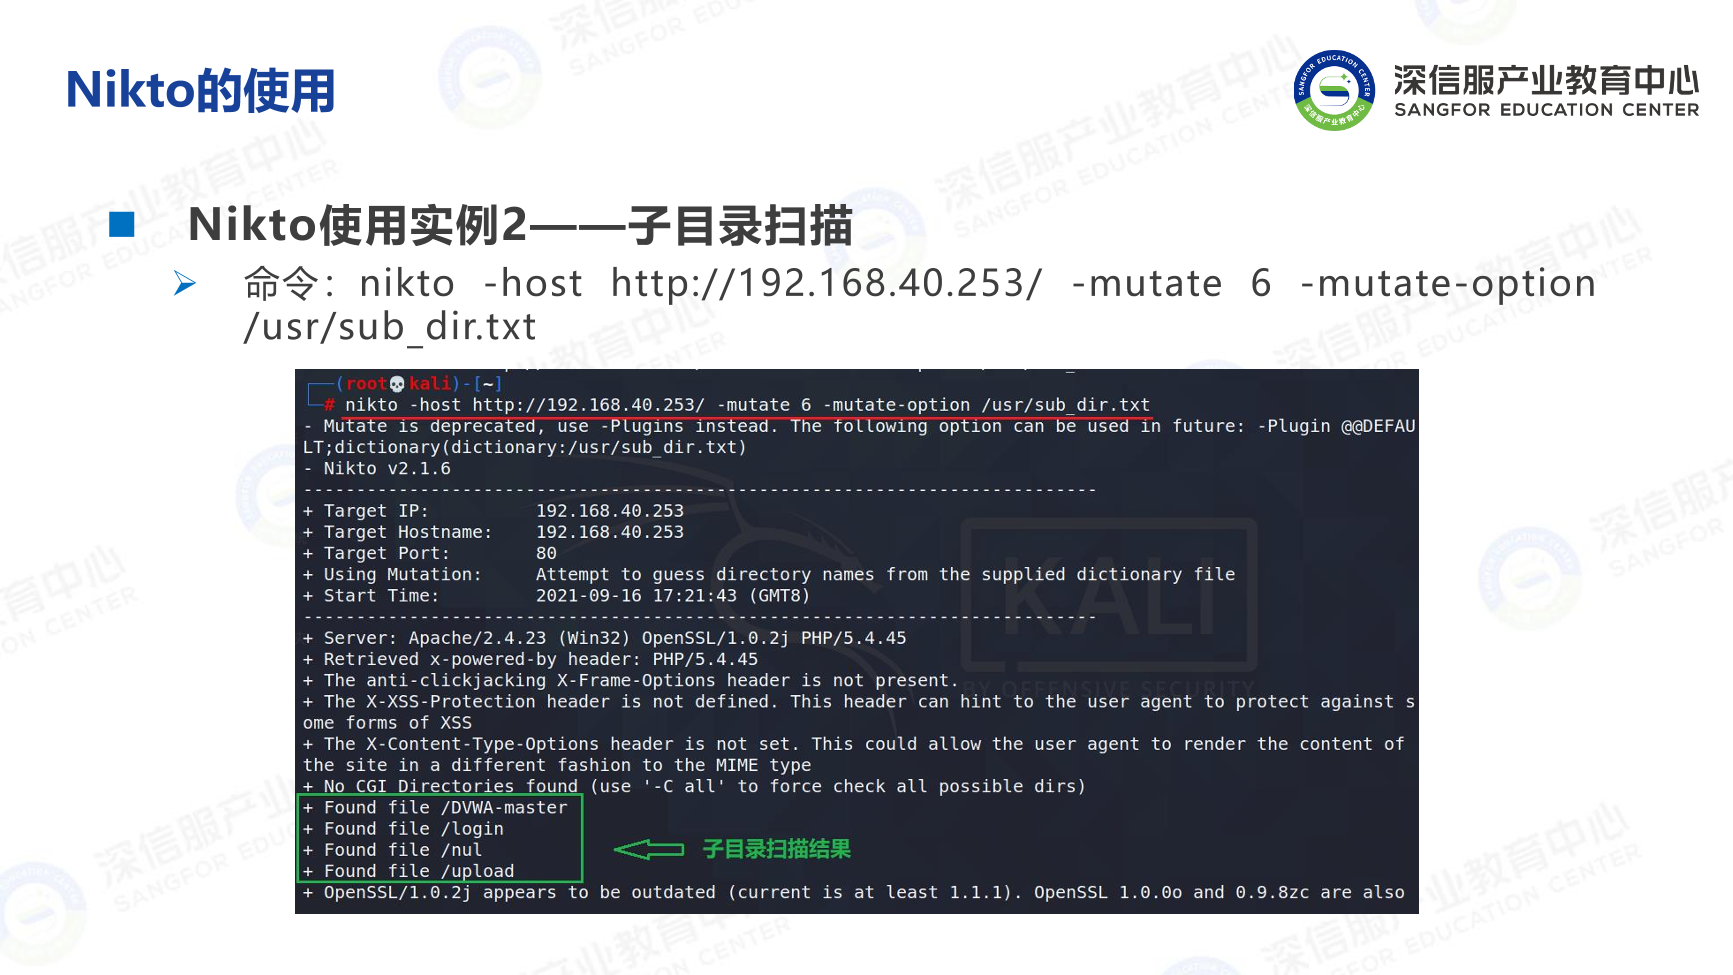 Nikto的使用
深信服产业教育中心
SANGFOR EDUCATION CENTER
Nikto使用实例2——子目录扫描
命令：nikto -host http://192.168.40.253/ -mutate 6 -mutate-option
/usr/sub_dir.txt
(root💀kali)-[~]
# nikto -host http://192.168.40.253/ -mutate 6 -mutate-option /usr/sub_dir.txt
- Mutate is deprecated, use -Plugins instead. The following option can be used in future: -Plugin @@DEFAU
LT;dictionary(dictionary:/usr/sub_dir.txt)
- Nikto v2.1.6
---------------------------------------------------------------------------
+ Target IP:          192.168.40.253
+ Target Hostname:    192.168.40.253
+ Target Port:        80
+ Using Mutation:     Attempt to guess directory names from the supplied dictionary file
+ Start Time:         2021-09-16 17:21:43 (GMT8)
---------------------------------------------------------------------------
+ Server: Apache/2.4.23 (Win32) OpenSSL/1.0.2j PHP/5.4.45
+ Retrieved x-powered-by header: PHP/5.4.45
+ The anti-clickjacking X-Frame-Options header is not present.
+ The X-XSS-Protection header is not defined. This header can hint to the user agent to protect against s
ome forms of XSS
+ The X-Content-Type-Options header is not set. This could allow the user agent to render the content of
the site in a different fashion to the MIME type
+ No CGI Directories found (use '-C all' to force check all possible dirs)
+ Found file /DVWA-master
+ Found file /login
+ Found file /nul
+ Found file /upload
子目录扫描结果
+ OpenSSL/1.0.2j appears to be outdated (current is at least 1.1.1). OpenSSL 1.0.0o and 0.9.8zc are also
KALI
BY OFFENSIVE SECURITY